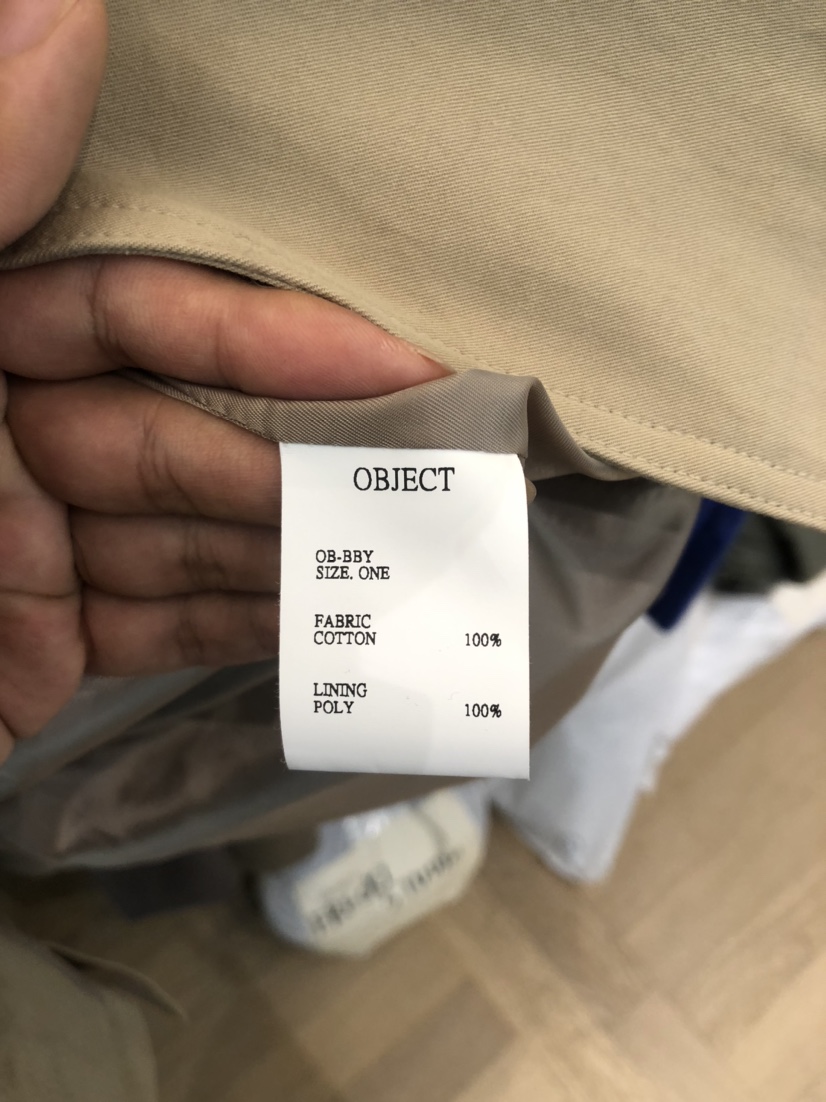 OBJECT
OB-BBY
SIZE. ONE
FABRIC
COTTON 100%
LINING
POLY 100%